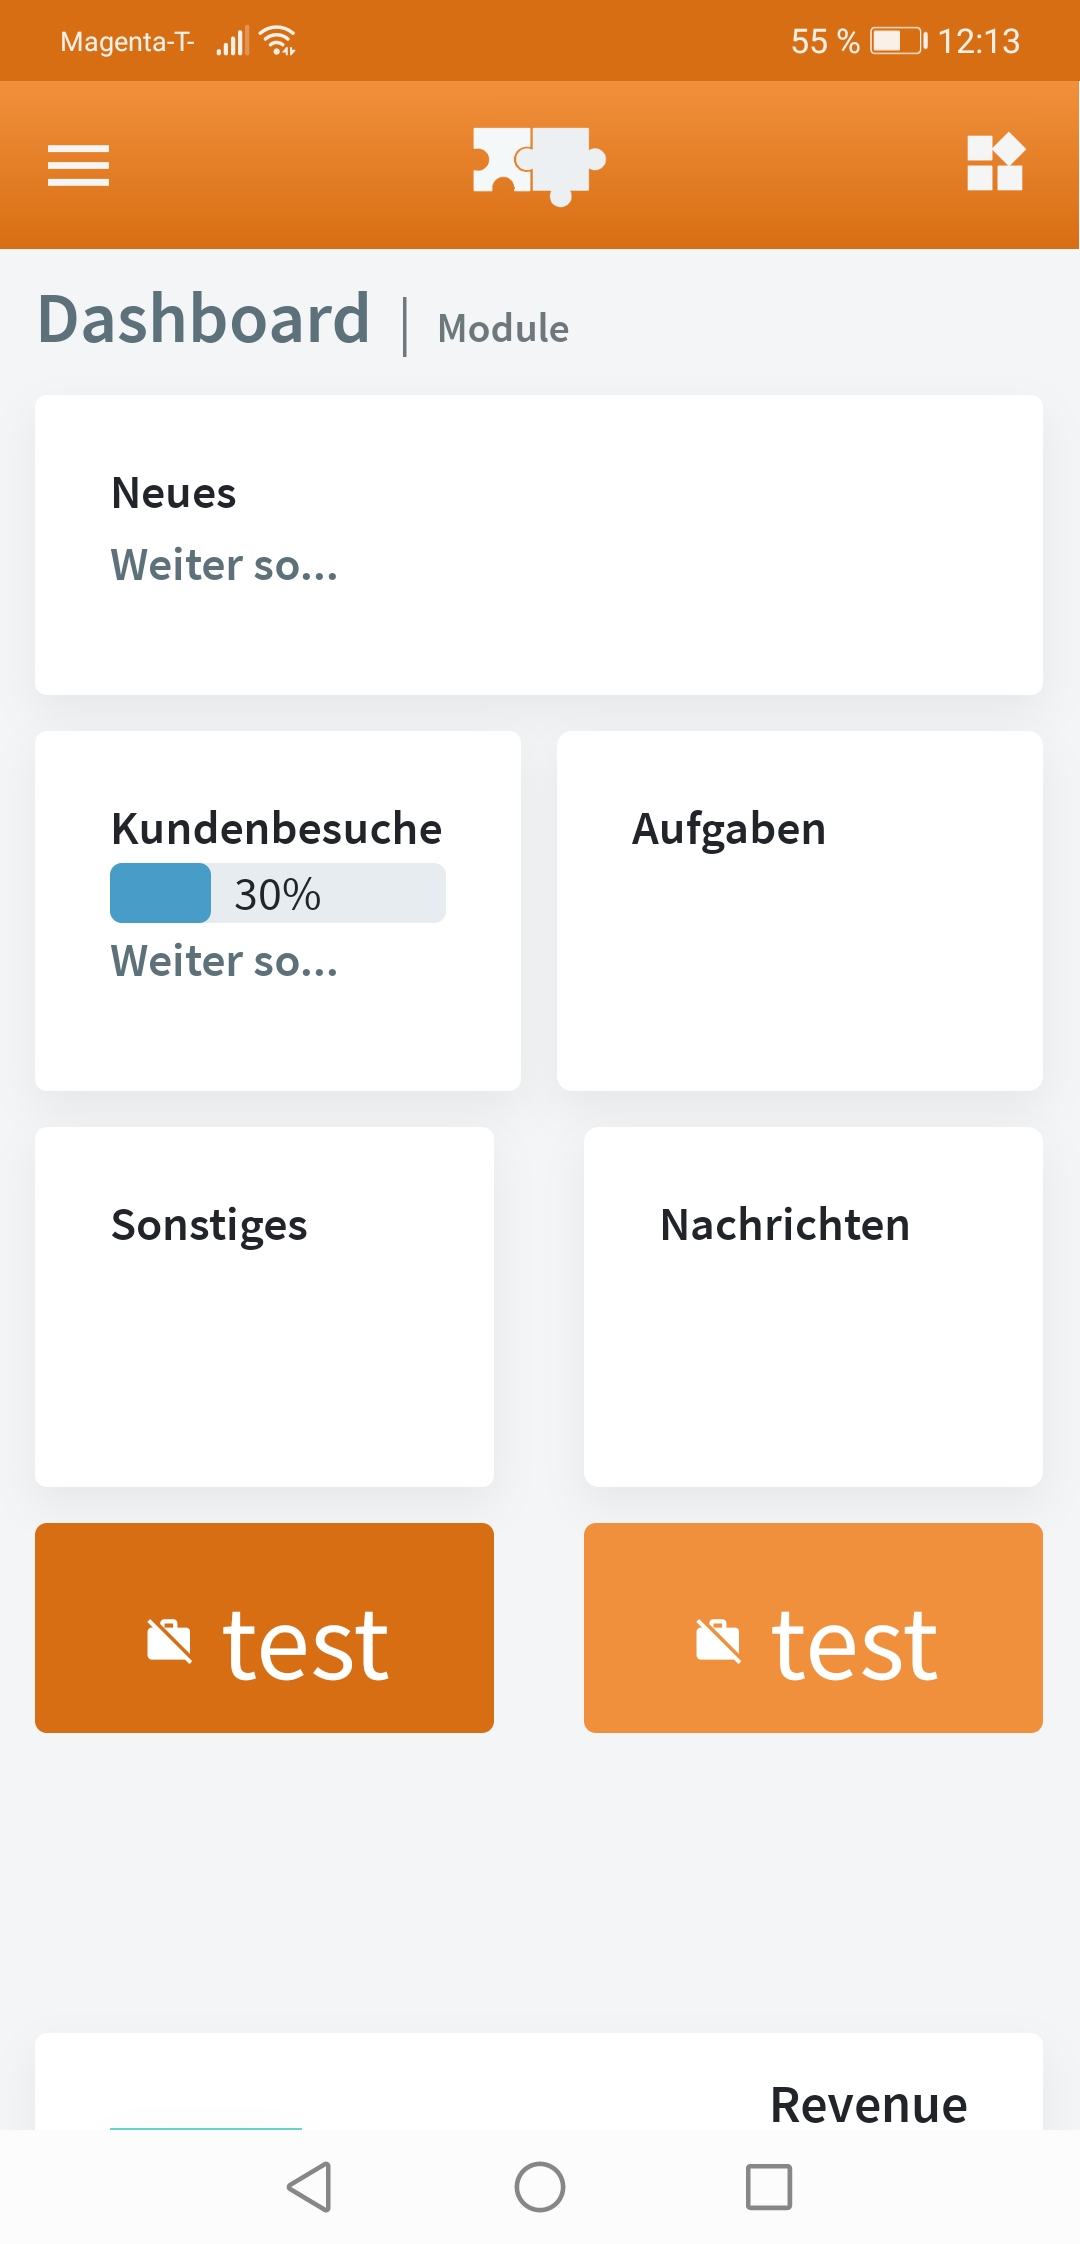 Magenta-T- 55 % 12:13
Dashboard | Module
Neues
Weiter so...
Kundenbesuche
30%
Weiter so...
Aufgaben
Sonstiges
Nachrichten
test
test
Revenue